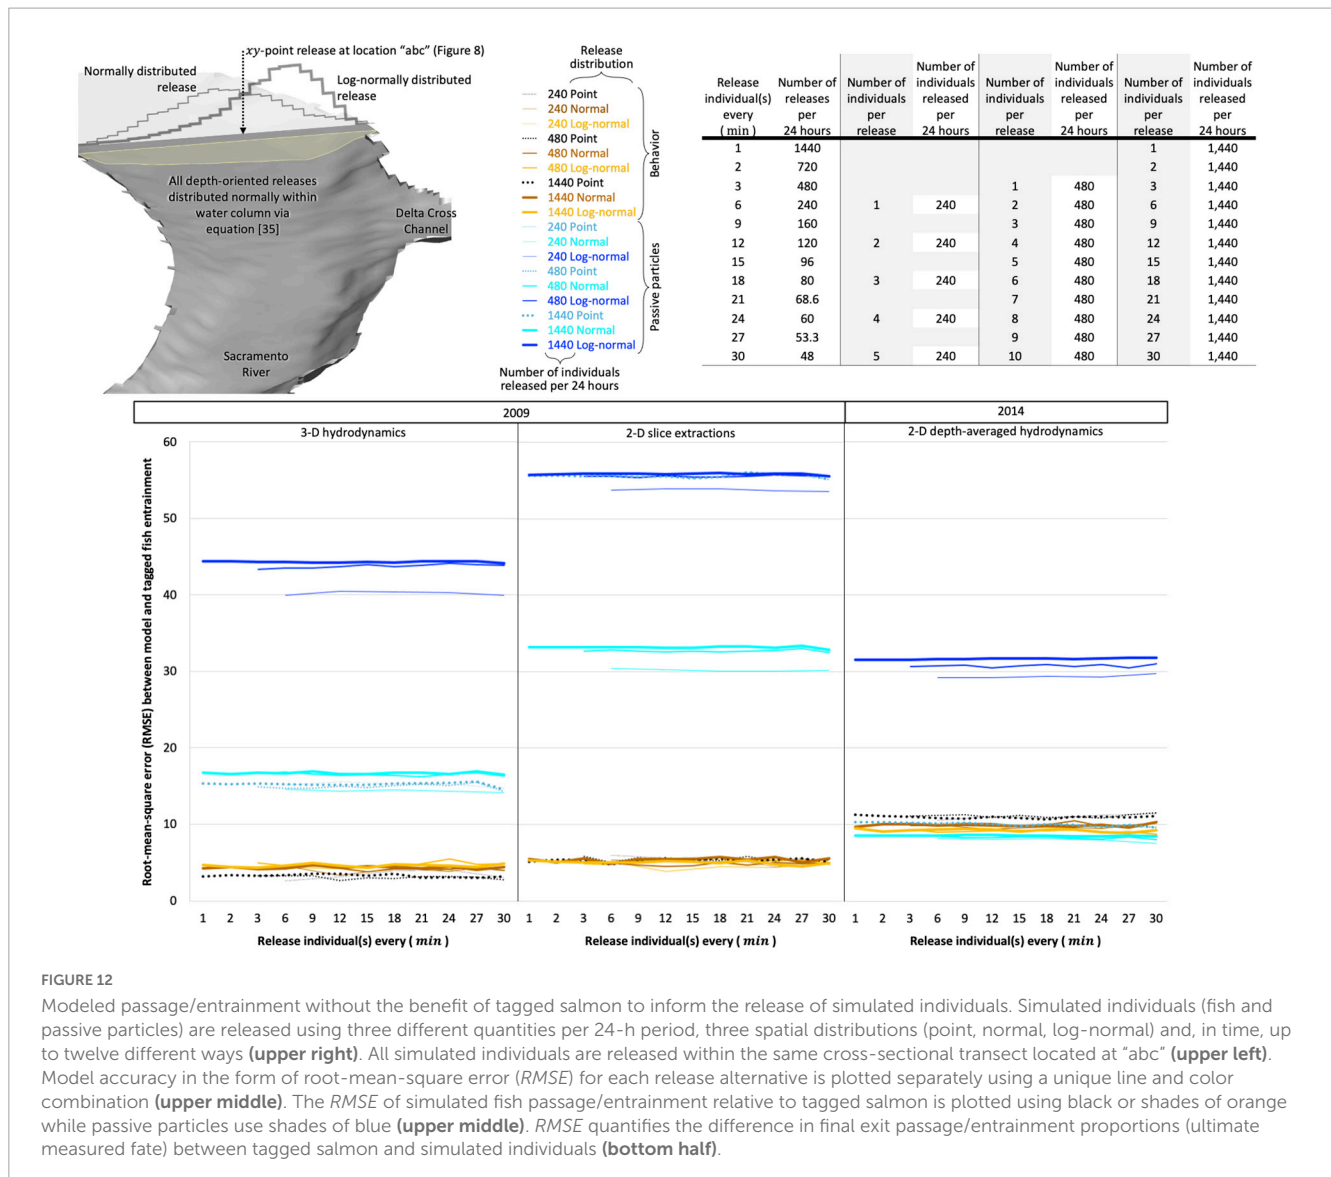 xy-point release at location “abc” (Figure 8)
Normally distributed
release
Log-normally distributed
release
All depth-oriented releases
distributed normally within
water column via
equation [35]
Delta Cross
Channel
Sacramento
River
Release
distribution
240 Point
240 Normal
240 Log-normal
480 Point
480 Normal
480 Log-normal
1440 Point
1440 Normal
1440 Log-normal
240 Point
240 Normal
240 Log-normal
480 Point
480 Normal
480 Log-normal
1440 Point
1440 Normal
1440 Log-normal
Behavior
Passive particles
Number of individuals
released per 24 hours
Release individual(s) every (min) Number of releases per 24 hours Number of individuals per release Number of individuals released per 24 hours Number of individuals per release Number of individuals released per 24 hours Number of individuals per release Number of individuals released per 24 hours
1 1440 1 1,440
2 720 2 1,440
3 480 1 480 3 1,440
6 240 1 240 2 480 6 1,440
9 160 3 480 9 1,440
12 120 2 240 4 480 12 1,440
15 96 5 480 15 1,440
18 80 3 240 6 480 18 1,440
21 68.6 7 480 21 1,440
24 60 4 240 8 480 24 1,440
27 53.3 9 480 27 1,440
30 48 5 240 10 480 30 1,440
2009 2014
3-D hydrodynamics 2-D slice extractions 2-D depth-averaged hydrodynamics
Root-mean-square error (RMSE) between model and tagged fish entrainment
60
50
40
30
20
10
0
1 2 3 6 9 12 15 18 21 24 27 30 1 2 3 6 9 12 15 18 21 24 27 30 1 2 3 6 9 12 15 18 21 24 27 30
Release individual(s) every ( min ) Release individual(s) every ( min ) Release individual(s) every ( min )
FIGURE 12
Modeled passage/entrainment without the benefit of tagged salmon to inform the release of simulated individuals. Simulated individuals (fish and
passive particles) are released using three different quantities per 24-h period, three spatial distributions (point, normal, log-normal) and, in time, up
to twelve different ways (upper right). All simulated individuals are released within the same cross-sectional transect located at “abc” (upper left).
Model accuracy in the form of root-mean-square error (RMSE) for each release alternative is plotted separately using a unique line and color
combination (upper middle). The RMSE of simulated fish passage/entrainment relative to tagged salmon is plotted using black or shades of orange
while passive particles use shades of blue (upper middle). RMSE quantifies the difference in final exit passage/entrainment proportions (ultimate
measured fate) between tagged salmon and simulated individuals (bottom half).